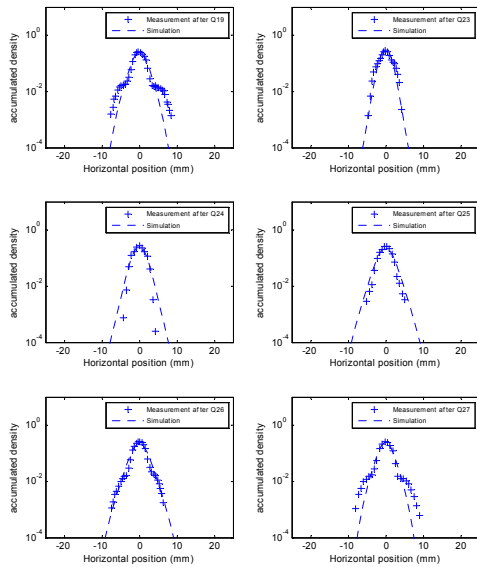 Measurement after Q19
Simulation
accumulated density
10^0
10^-2
10^-4
-20 -10 0 10 20
Horizontal position (mm)
Measurement after Q23
Simulation
accumulated density
10^0
10^-2
10^-4
-20 -10 0 10 20
Horizontal position (mm)
Measurement after Q24
Simulation
accumulated density
10^0
10^-2
10^-4
-20 -10 0 10 20
Horizontal position (mm)
Measurement after Q25
Simulation
accumulated density
10^0
10^-2
10^-4
-20 -10 0 10 20
Horizontal position (mm)
Measurement after Q26
Simulation
accumulated density
10^0
10^-2
10^-4
-20 -10 0 10 20
Horizontal position (mm)
Measurement after Q27
Simulation
accumulated density
10^0
10^-2
10^-4
-20 -10 0 10 20
Horizontal position (mm)